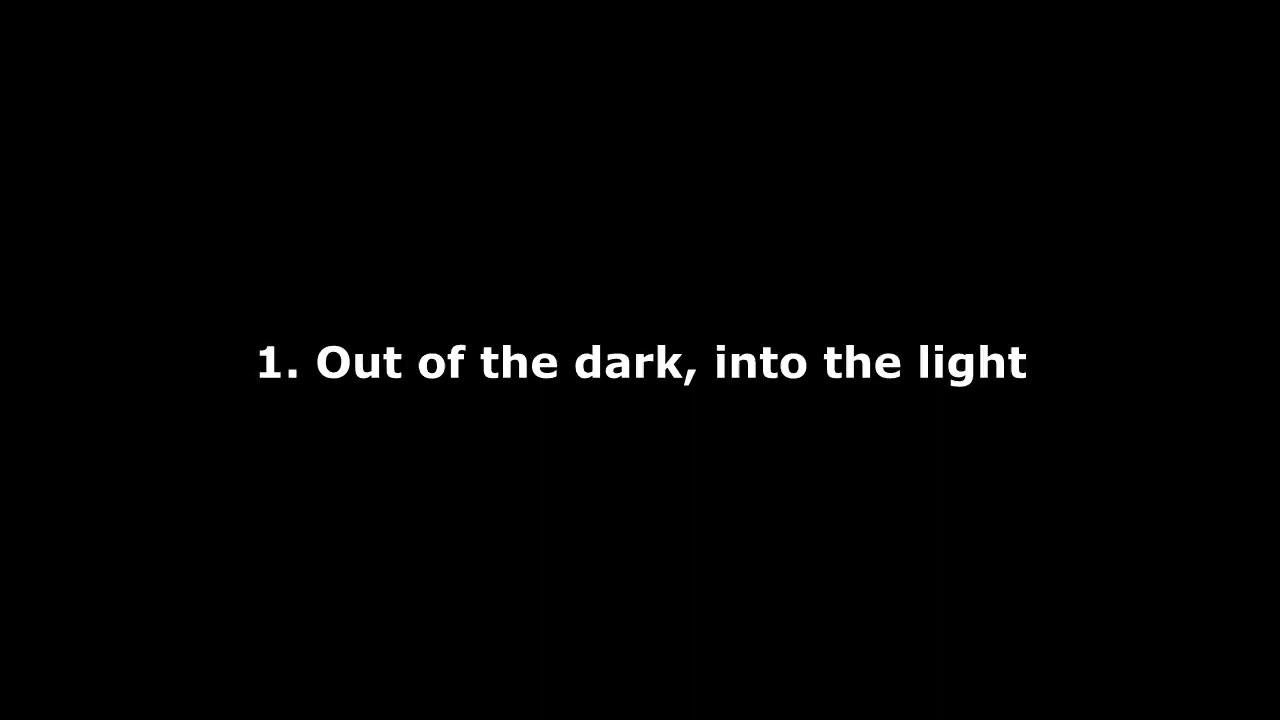 1. Out of the dark, into the light